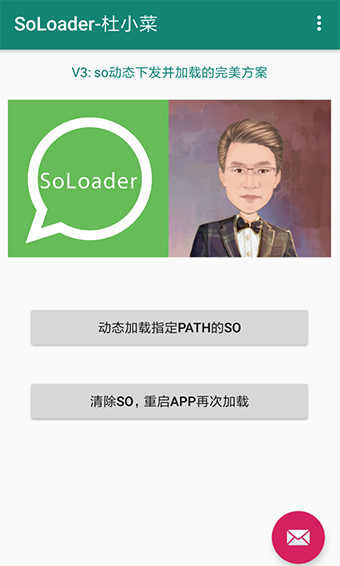 SoLoader-杜小菜
V3: so动态下发并加载的完美方案
SoLoader
动态加载指定PATH的SO
清除SO，重启APP再次加载